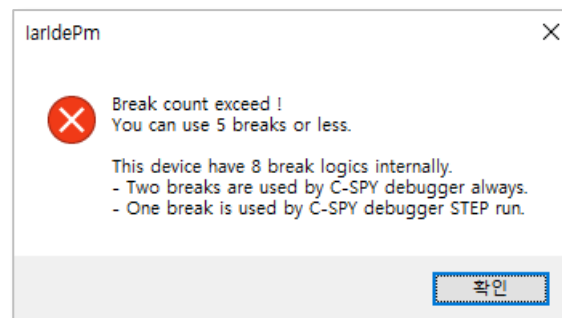 IarIdePm
Break count exceed !
You can use 5 breaks or less.
This device have 8 break logics internally.
- Two breaks are used by C-SPY debugger always.
- One break is used by C-SPY debugger STEP run.
확인